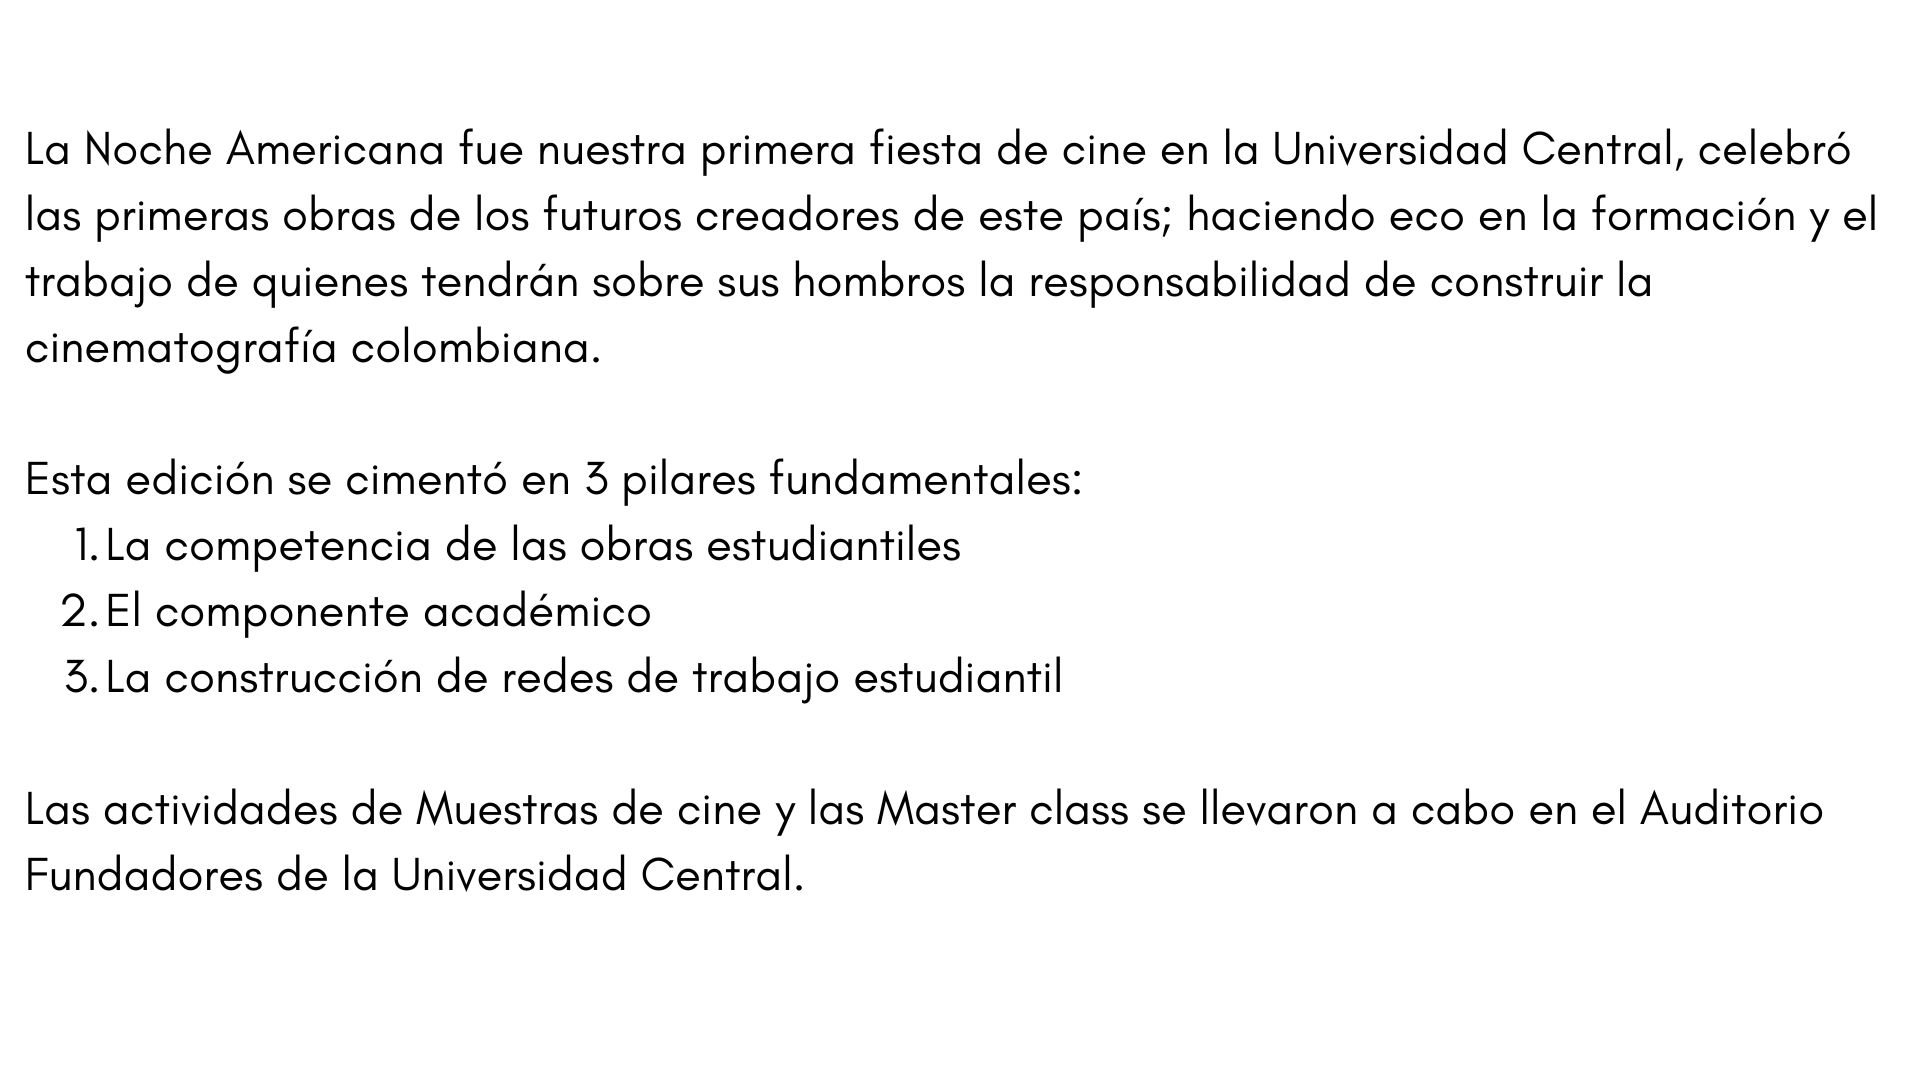 La Noche Americana fue nuestra primera fiesta de cine en la Universidad Central, celebró
las primeras obras de los futuros creadores de este país; haciendo eco en la formación y el
trabajo de quienes tendrán sobre sus hombros la responsabilidad de construir la
cinematografía colombiana.
Esta edición se cimentó en 3 pilares fundamentales:
1. La competencia de las obras estudiantiles
2. El componente académico
3. La construcción de redes de trabajo estudiantil
Las actividades de Muestras de cine y las Master class se llevaron a cabo en el Auditorio
Fundadores de la Universidad Central.